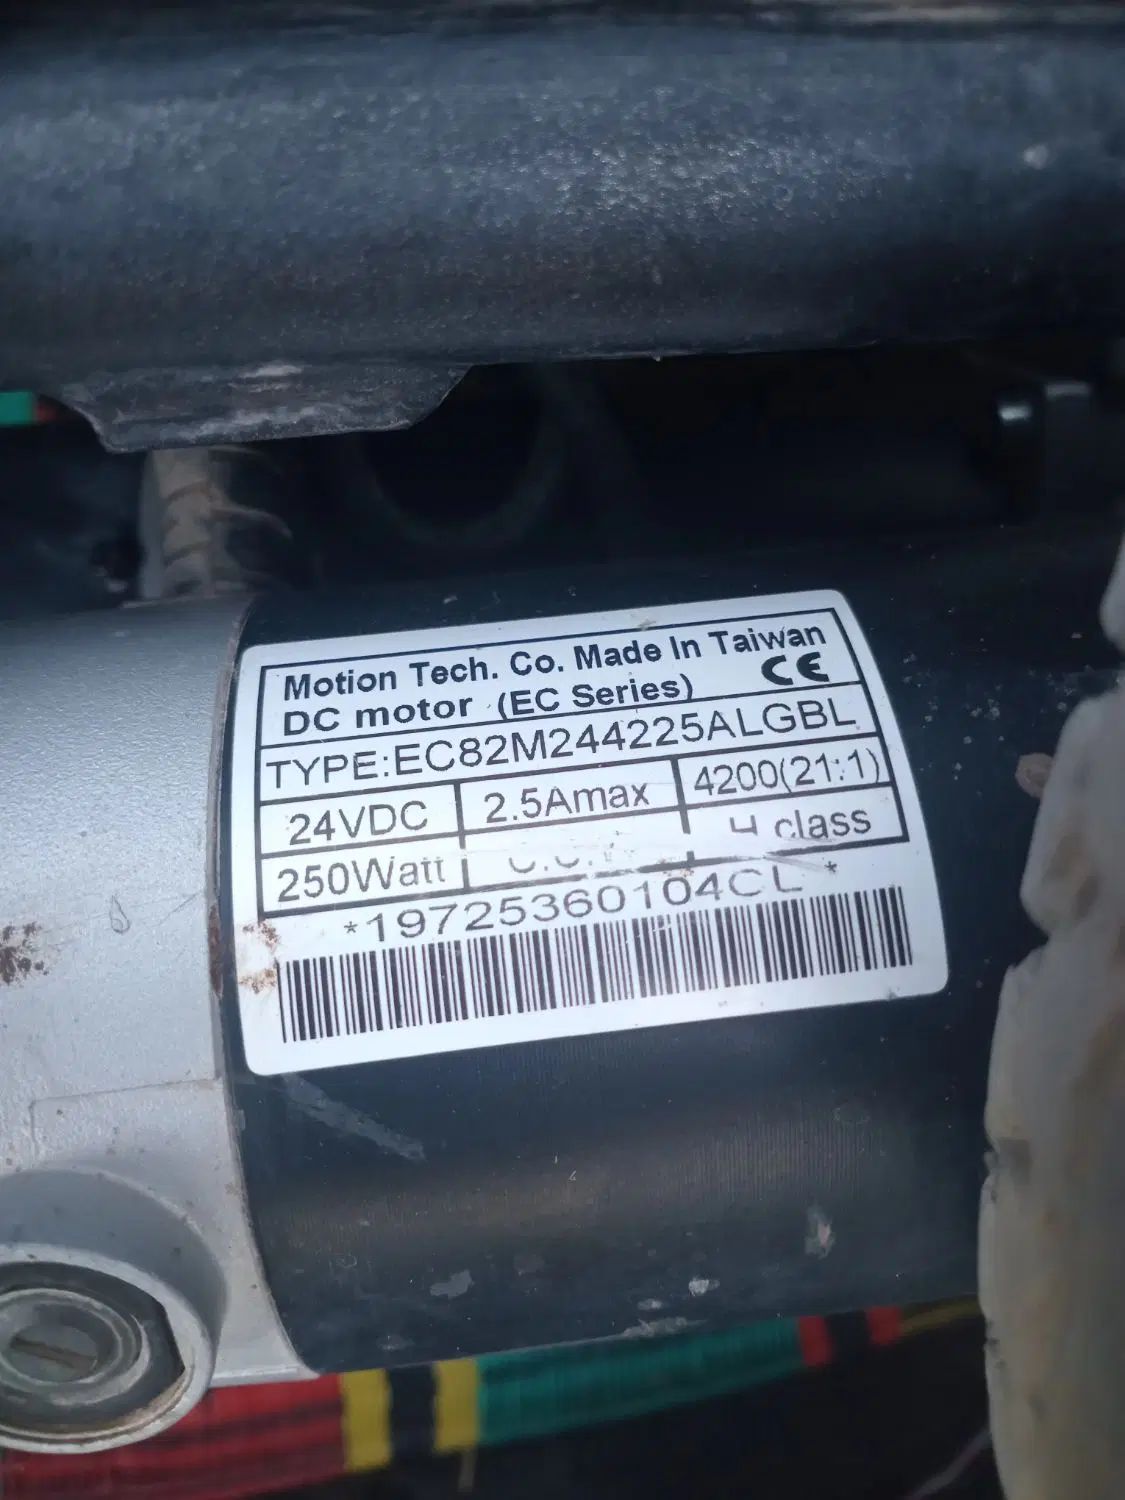 Motion Tech. Co. Made In Taiwan
DC motor (EC Series) CE
TYPE:EC82M244225ALGBL
24VDC 2.5Amax 4200(21:1)
250Watt class
*19725360104CL*